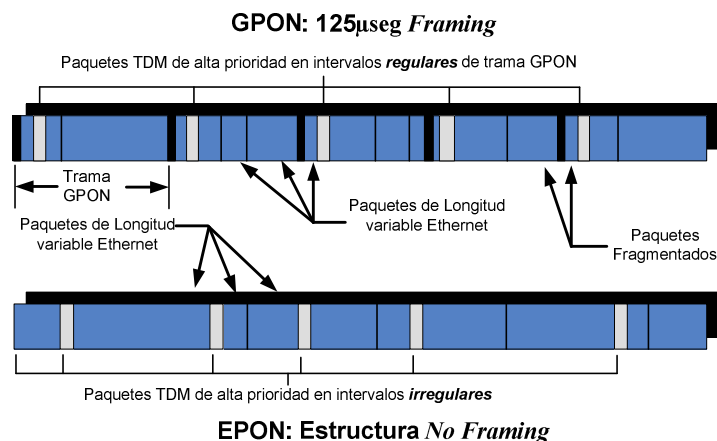 GPON: 125µseg Framing
Paquetes TDM de alta prioridad en intervalos regulares de trama GPON
Trama
GPON
Paquetes de Longitud
variable Ethernet
Paquetes de Longitud
variable Ethernet
Paquetes
Fragmentados
Paquetes TDM de alta prioridad en intervalos irregulares
EPON: Estructura No Framing